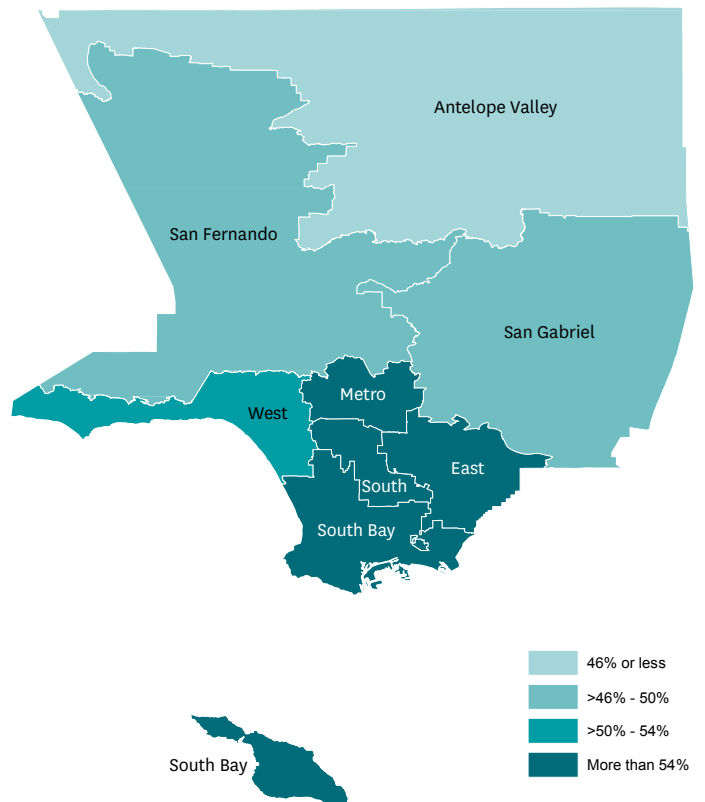 Antelope Valley
San Fernando
San Gabriel
Metro
West
East
South
South Bay
46% or less
>46% - 50%
>50% - 54%
More than 54%
South Bay